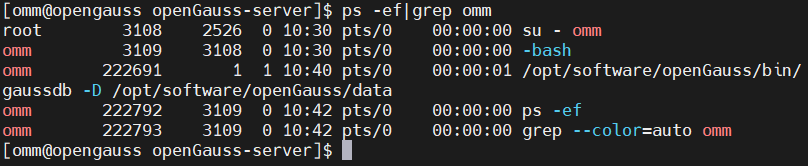 [omm@opengauss openGauss-server]$ ps -ef|grep omm
root        3108    2526  0 10:30 pts/0    00:00:00 su - omm
omm         3109    3108  0 10:30 pts/0    00:00:00 -bash
omm       222691       1  1 10:40 pts/0    00:00:01 /opt/software/openGauss/bin/
gaussdb -D /opt/software/openGauss/data
omm       222792    3109  0 10:42 pts/0    00:00:00 ps -ef
omm       222793    3109  0 10:42 pts/0    00:00:00 grep --color=auto omm
[omm@opengauss openGauss-server]$